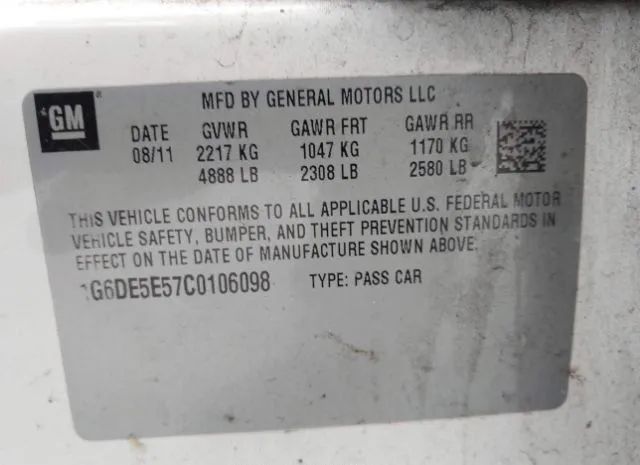 GM
MFD BY GENERAL MOTORS LLC
DATE GVWR GAWR FRT GAWR RR
08/11 2217 KG 1047 KG 1170 KG
4888 LB 2308 LB 2580 LB
THIS VEHICLE CONFORMS TO ALL APPLICABLE U.S. FEDERAL MOTOR
VEHICLE SAFETY, BUMPER, AND THEFT PREVENTION STANDARDS IN
EFFECT ON THE DATE OF MANUFACTURE SHOWN ABOVE.
1G6DE5E57C0106098 TYPE: PASS CAR